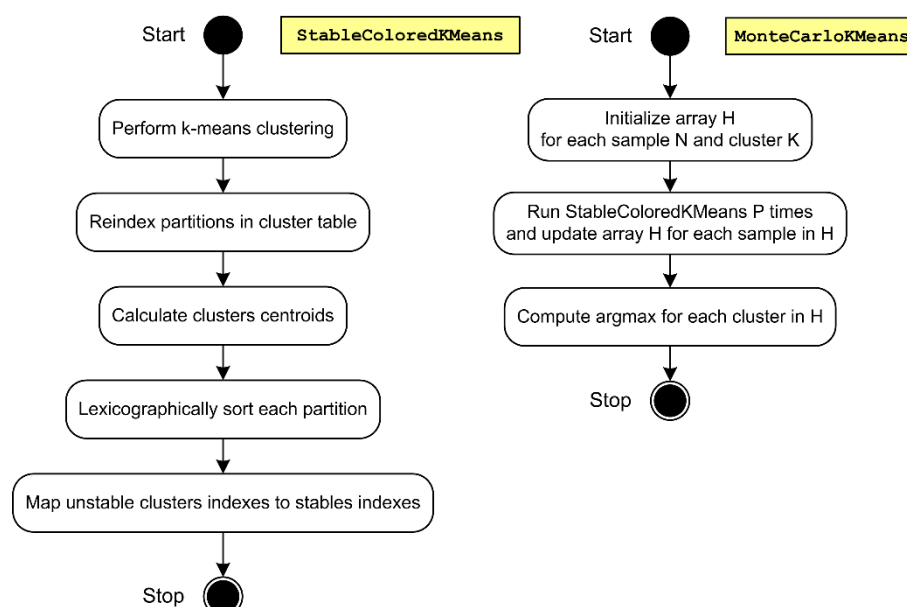 Start
StableColoredKMeans
Perform k-means clustering
Reindex partitions in cluster table
Calculate clusters centroids
Lexicographically sort each partition
Map unstable clusters indexes to stables indexes
Stop
Start
MonteCarloKMeans
Initialize array H
for each sample N and cluster K
Run StableColoredKMeans P times
and update array H for each sample in H
Compute argmax for each cluster in H
Stop